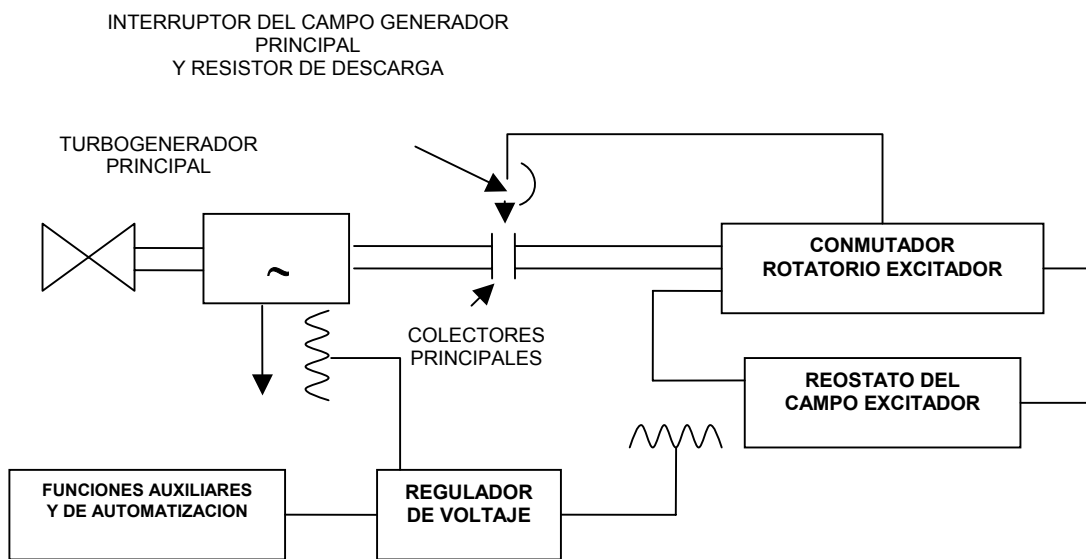 INTERRUPTOR DEL CAMPO GENERADOR
PRINCIPAL
Y RESISTOR DE DESCARGA
TURBOGENERADOR
PRINCIPAL
~
CONMUTADOR
ROTATORIO EXCITADOR
COLECTORES
PRINCIPALES
REOSTATO DEL
CAMPO EXCITADOR
FUNCIONES AUXILIARES
Y DE AUTOMATIZACION
REGULADOR
DE VOLTAJE